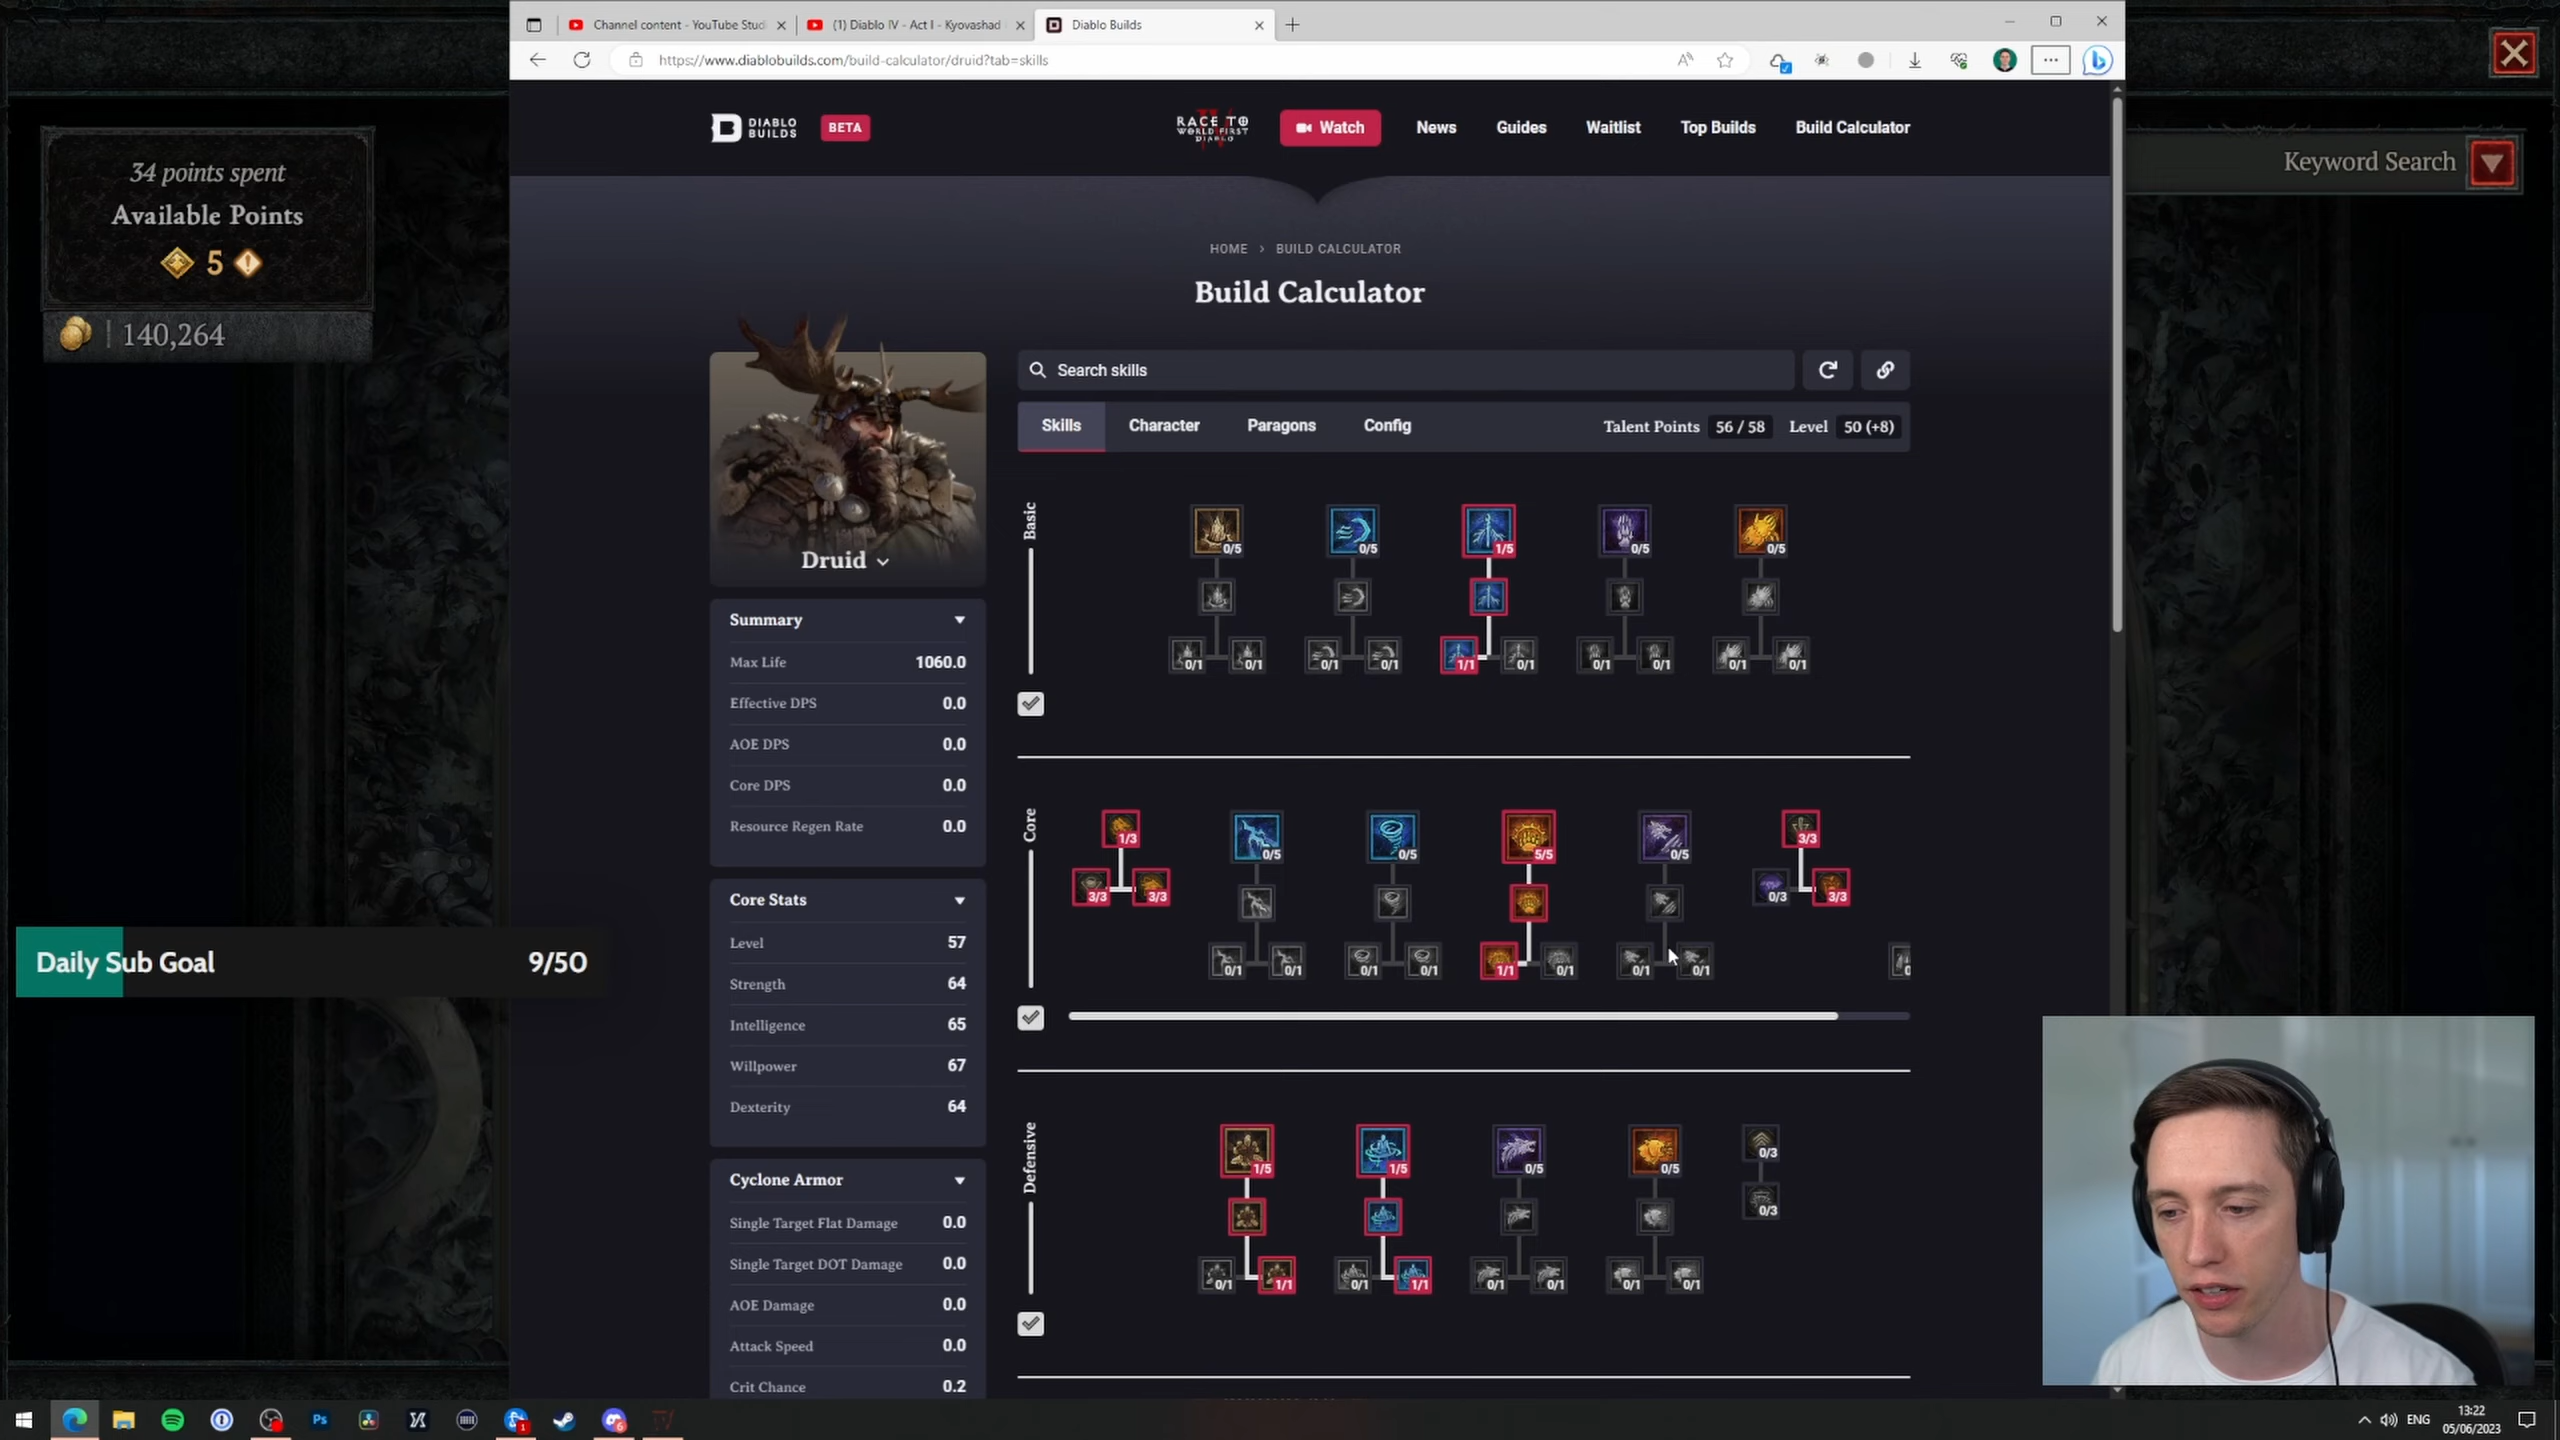 Channel content - YouTube Stud
(1) Diablo IV - Act I - Kyovashad
Diablo Builds
https://www.diablobuilds.com/build-calculator/druid?tab=skills
34 points spent
Available Points
5
140,264
Keyword Search
DIABLO
BUILDS
BETA
RACE TO
WORLD FIRST
DIABLO
Watch
News
Guides
Waitlist
Top Builds
Build Calculator
HOME > BUILD CALCULATOR
Build Calculator
Search skills
Skills
Character
Paragons
Config
Talent Points 56 / 58
Level 50 (+8)
Druid
Summary
Max Life 1060.0
Effective DPS 0.0
AOE DPS 0.0
Core DPS 0.0
Resource Regen Rate 0.0
Core Stats
Level 57
Strength 64
Intelligence 65
Willpower 67
Dexterity 64
Cyclone Armor
Single Target Flat Damage 0.0
Single Target DOT Damage 0.0
AOE Damage 0.0
Attack Speed 0.0
Crit Chance 0.2
Basic
0/5 0/5 1/5 0/5 0/5
0/1 0/1 0/1 0/1 1/1 0/1 0/1 0/1 0/1 0/1
Core
1/3 0/5 0/5 5/5 0/5 3/3
3/3 3/3 0/3 3/3
0/1 0/1 0/1 0/1 1/1 0/1 0/1 0/1
Defensive
1/5 1/5 0/5 0/5 0/3
0/3
0/1 1/1 0/1 1/1 0/1 0/1 0/1 0/1
Daily Sub Goal 9/50
Ps
ENG
13:22
05/06/2023